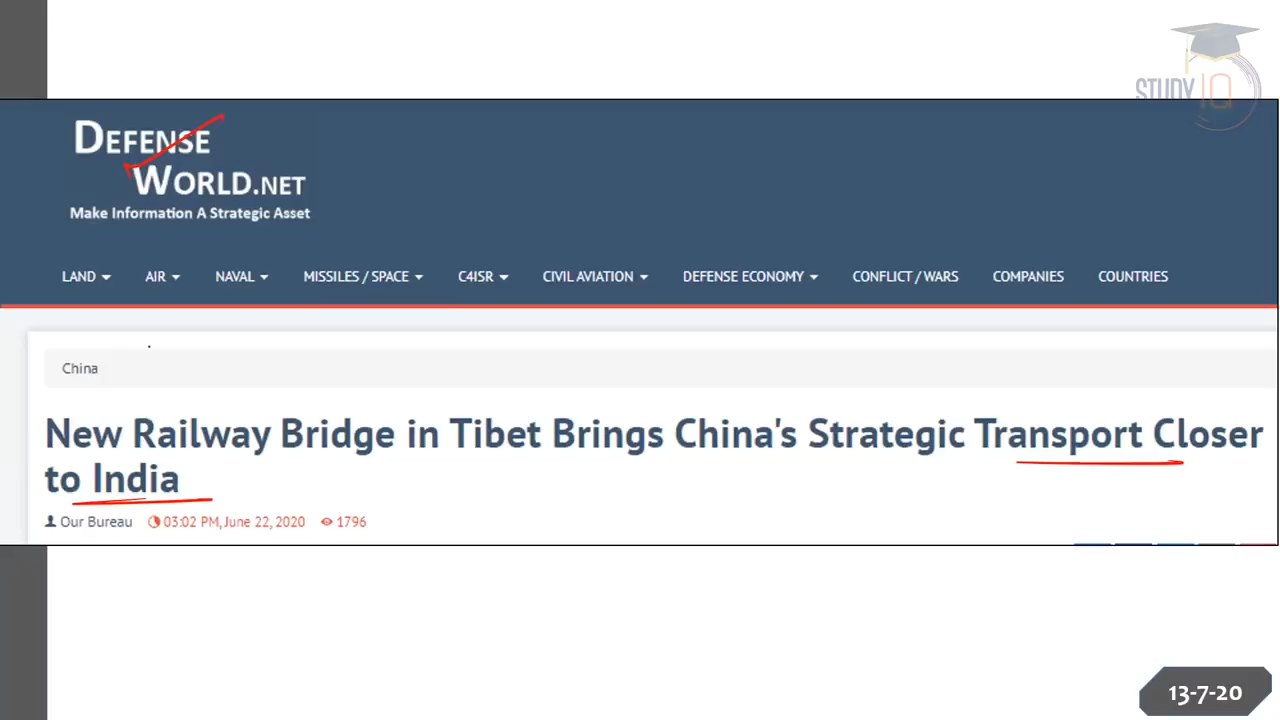 STUDY IQ
DEFENSE
WORLD.NET
Make Information A Strategic Asset
LAND AIR NAVAL MISSILES / SPACE C4ISR CIVIL AVIATION DEFENSE ECONOMY CONFLICT / WARS COMPANIES COUNTRIES
China
New Railway Bridge in Tibet Brings China's Strategic Transport Closer
to India
Our Bureau 03:02 PM, June 22, 2020 1796
13-7-20